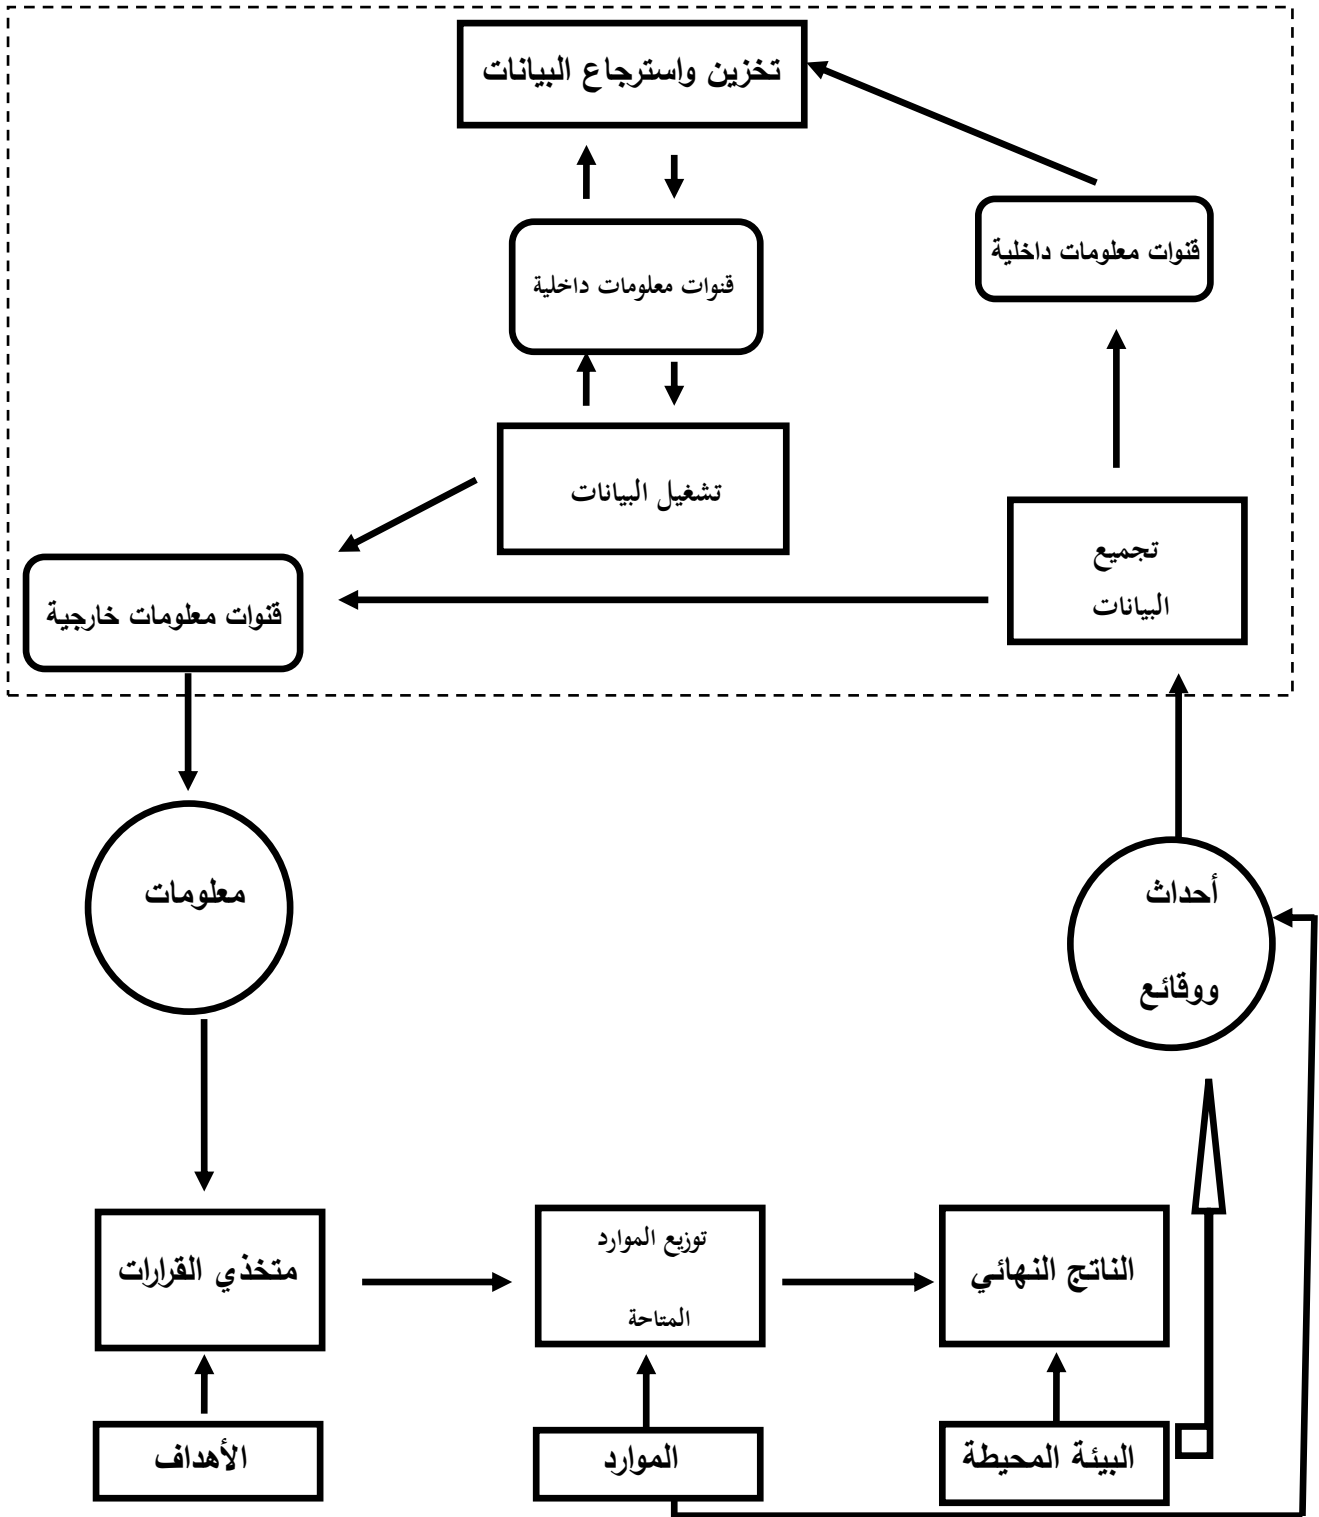 تخزين واسترجاع البيانات
قنوات معلومات داخلية
قنوات معلومات داخلية
تشغيل البيانات
تجميع
البيانات
قنوات معلومات خارجية
معلومات
أحداث
ووقائع
الناتج النهائي
توزيع الموارد
المتاحة
متخذي القرارات
البيئة المحيطة
الموارد
الأهداف